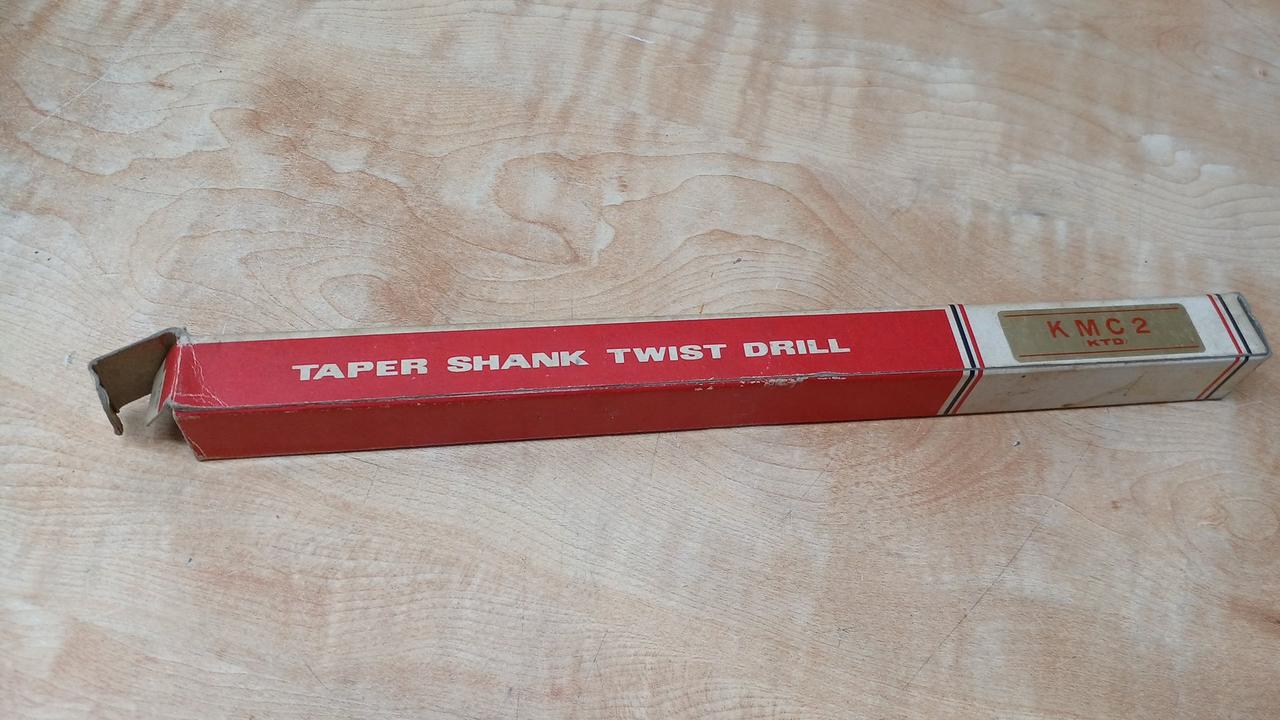 TAPER SHANK TWIST DRILL
KMC2
KTD